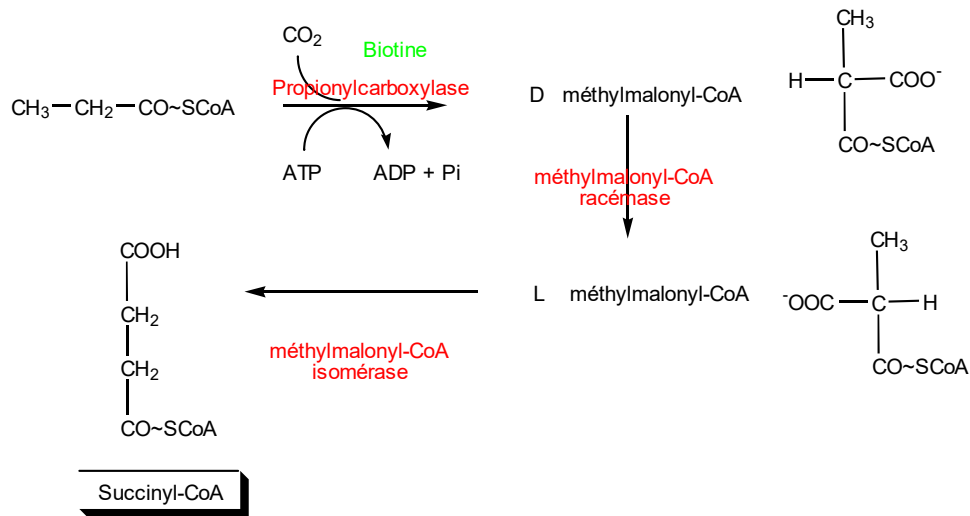 CO2
Biotine
Propionylcarboxylase
CH3 CH2 CO~SCoA
ATP ADP + Pi
D méthylmalonyl-CoA
CH3
H C COO-
CO~SCoA
méthylmalonyl-CoA
racémase
L méthylmalonyl-CoA
CH3
-OOC C H
CO~SCoA
méthylmalonyl-CoA
isomérase
COOH
CH2
CH2
CO~SCoA
Succinyl-CoA